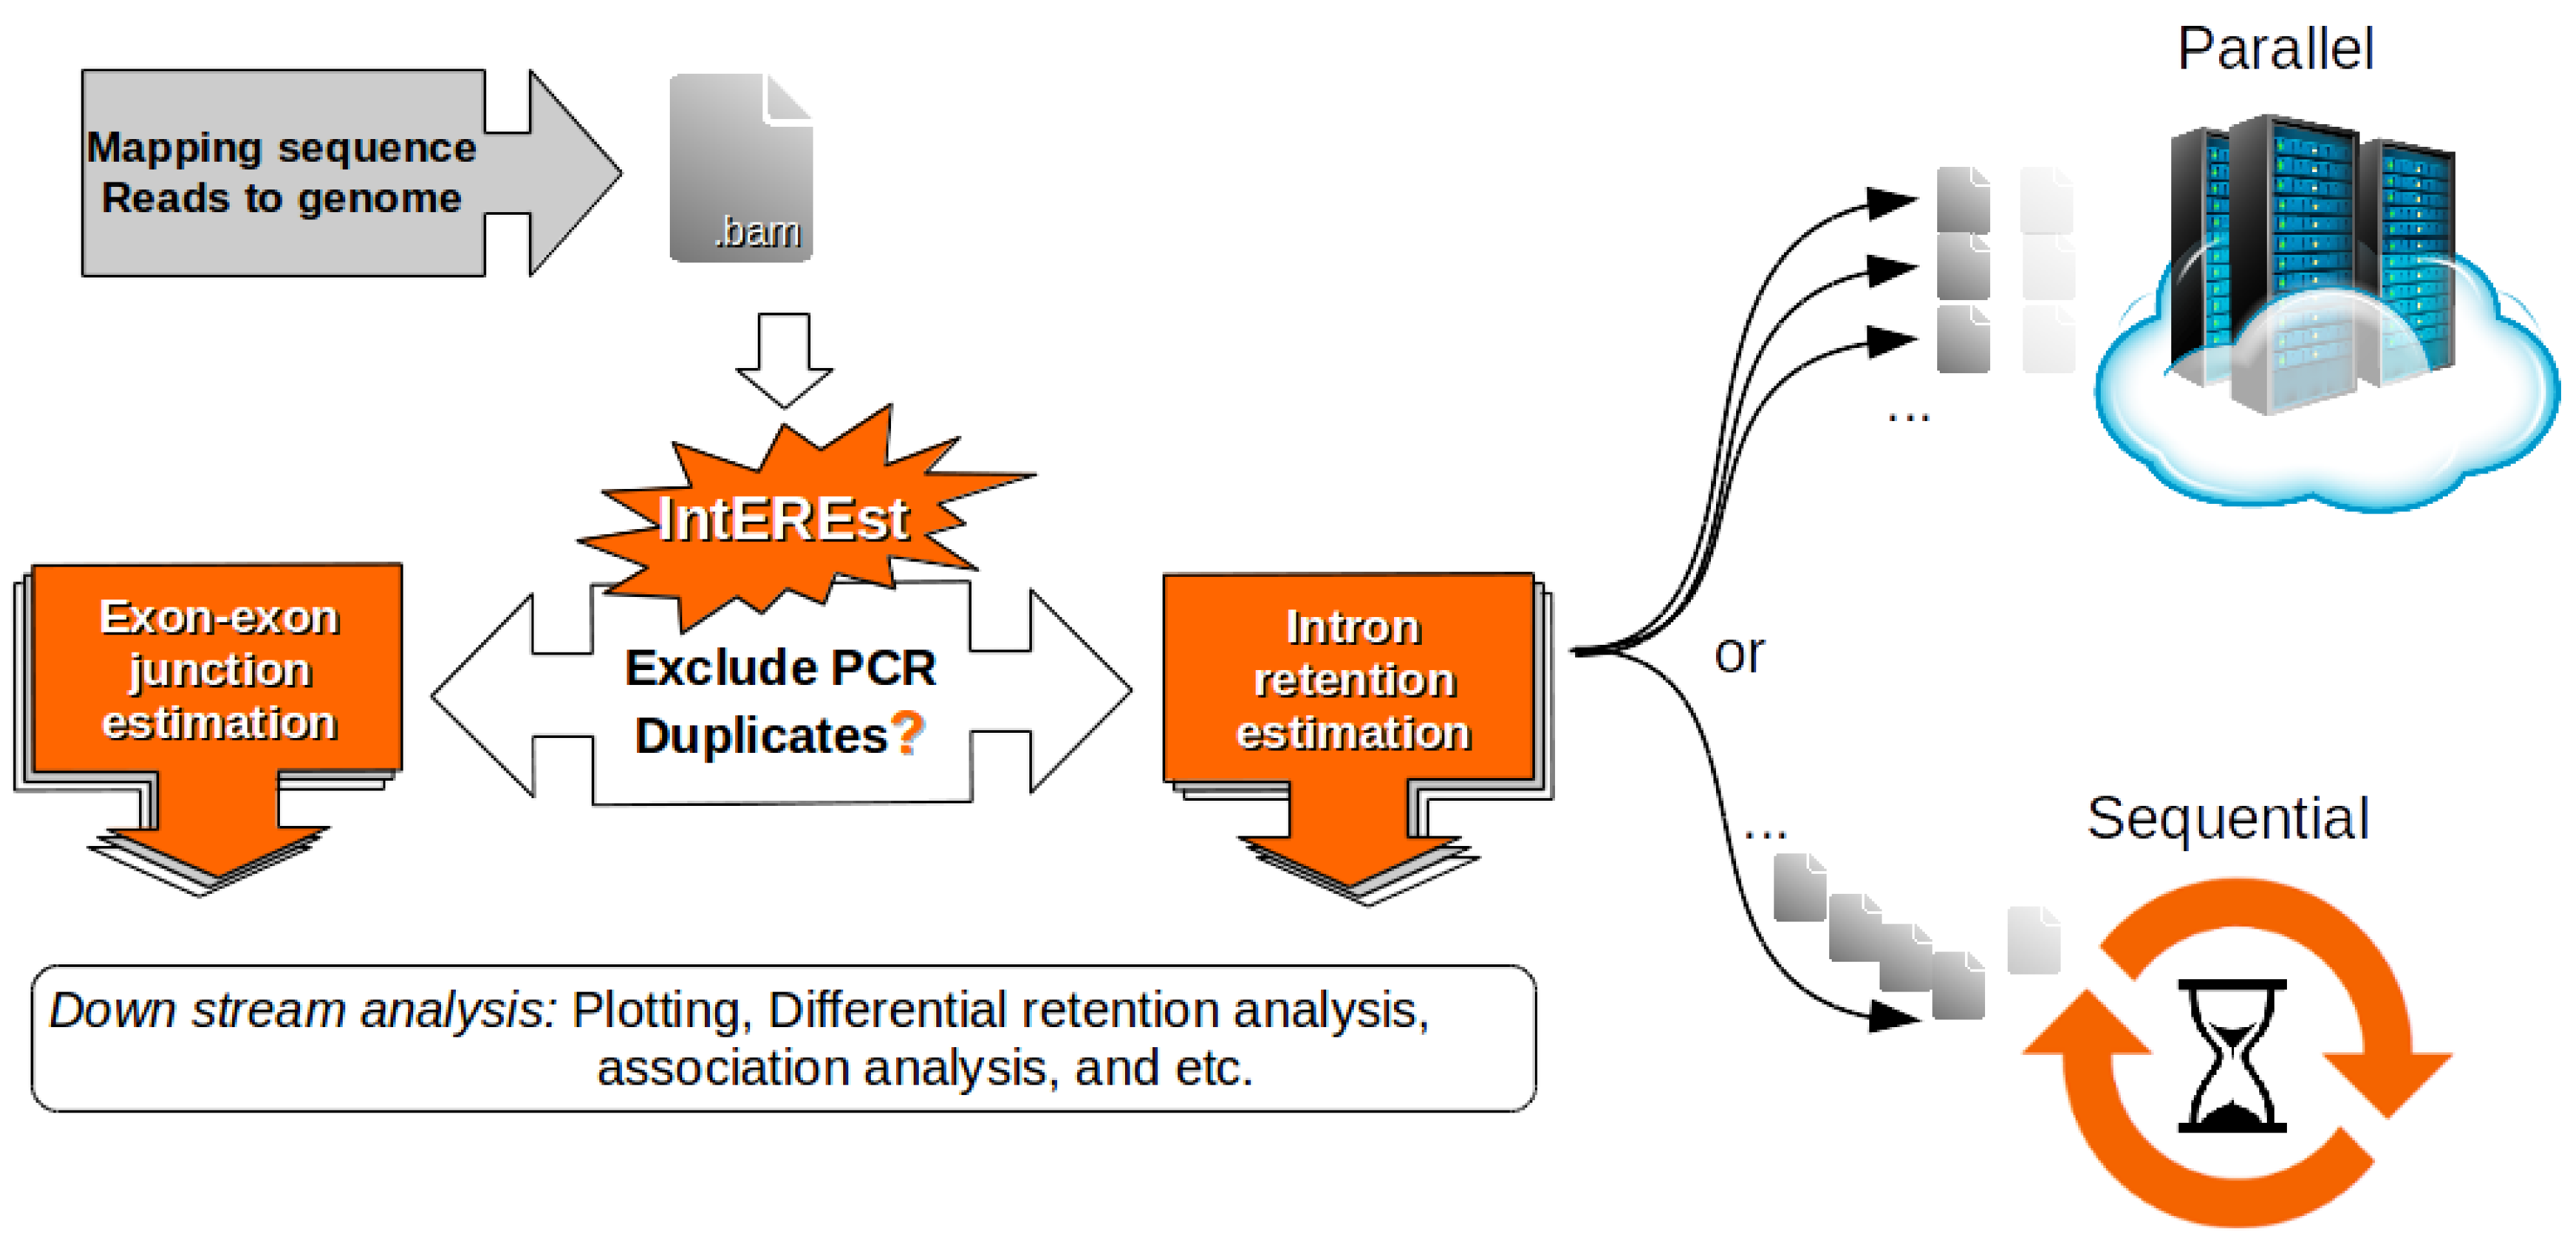 Mapping sequence
Reads to genome
.bam
IntEREst
Exclude PCR
Duplicates?
Exon-exon
junction
estimation
Intron
retention
estimation
Down stream analysis: Plotting, Differential retention analysis,
association analysis, and etc.
Parallel
...
or
...
Sequential